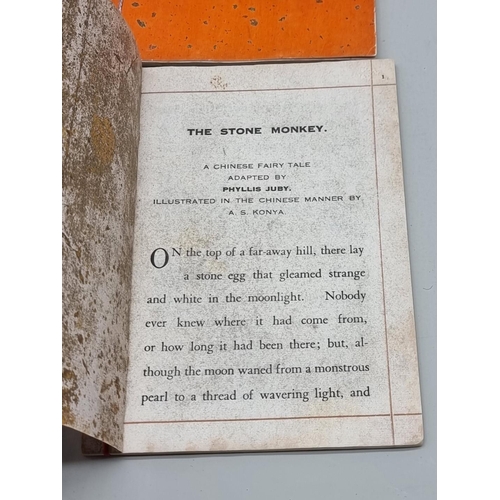 1
THE STONE MONKEY.
A CHINESE FAIRY TALE
ADAPTED BY
PHYLLIS JUBY.
ILLUSTRATED IN THE CHINESE MANNER BY
A. S. KONYA
ON the top of a far-away hill, there lay
a stone egg that gleamed strange
and white in the moonlight. Nobody
ever knew where it had come from,
or how long it had been there; but, al-
though the moon waned from a monstrous
pearl to a thread of wavering light, and